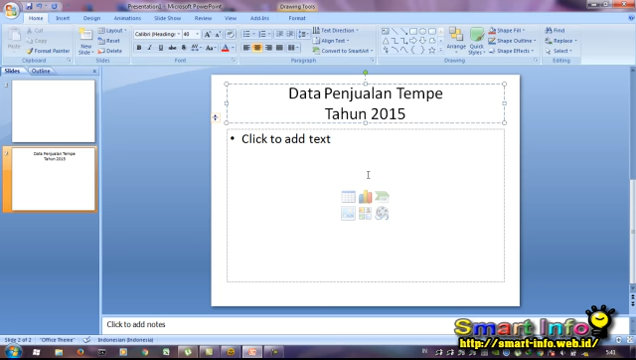 Presentation1 - Microsoft PowerPoint
Drawing Tools
Home
Insert
Design
Animations
Slide Show
Review
View
Add-Ins
Format
Paste
Cut
Copy
Format Painter
Clipboard
New
Slide
Layout
Reset
Delete
Slides
Calibri (Headings)
40
Font
Text Direction
Align Text
Convert to SmartArt
Paragraph
Arrange
Quick
Styles
Shape Fill
Shape Outline
Shape Effects
Drawing
Find
Replace
Select
Editing
Slides
Outline
Data Penjualan Tempe
Tahun 2015
Data Penjualan Tempe
Tahun 2015
• Click to add text
Click to add notes
Smart Info
http://smart-info.web.id/
Slide 2 of 2
"Office Theme"
Indonesian (Indonesia)
IN
5:41